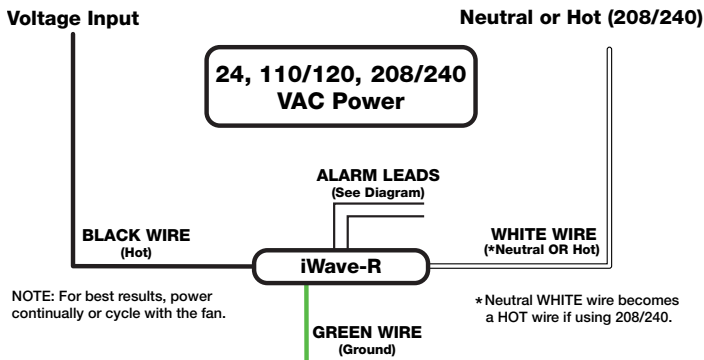 Voltage Input
Neutral or Hot (208/240)
24, 110/120, 208/240
VAC Power
ALARM LEADS
(See Diagram)
BLACK WIRE
(Hot)
WHITE WIRE
(*Neutral OR Hot)
iWave-R
NOTE: For best results, power
continually or cycle with the fan.
*Neutral WHITE wire becomes
a HOT wire if using 208/240.
GREEN WIRE
(Ground)